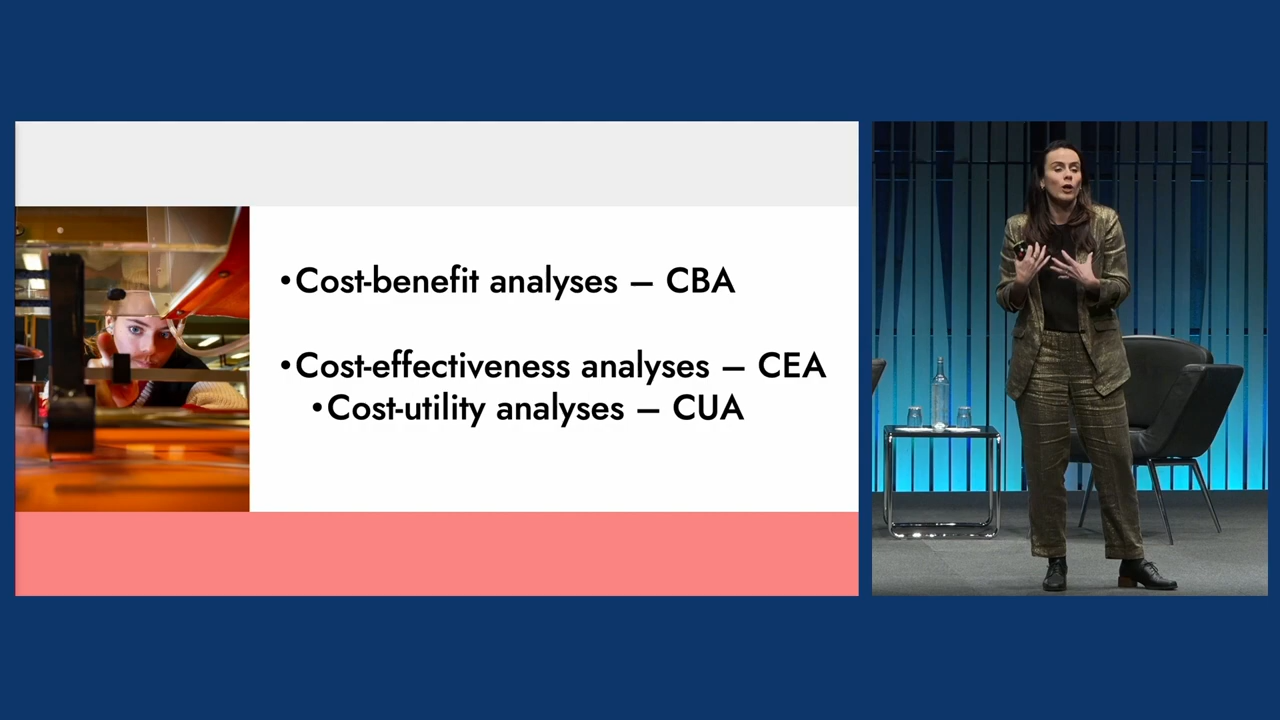 •Cost-benefit analyses – CBA
•Cost-effectiveness analyses – CEA
•Cost-utility analyses – CUA